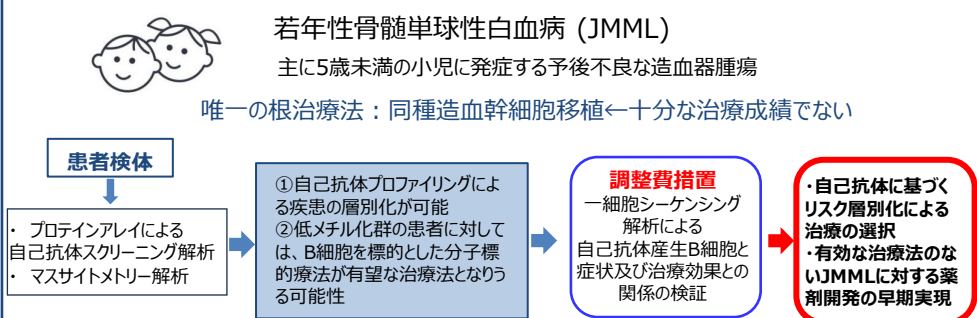 若年性骨髄単球性白血病 (JMML)
主に5歳未満の小児に発症する予後不良な造血器腫瘍
唯一の根治療法：同種造血幹細胞移植←十分な治療成績でない
患者検体
・ プロテインアレイによる
自己抗体スクリーニング解析
・ マスサイトメトリー解析
①自己抗体プロファイリングによ
る疾患の層別化が可能
②低メチル化群の患者に対して
は、B細胞を標的とした分子標
的療法が有望な治療法となりう
る可能性
調整費措置
一細胞シーケンシング
解析による
自己抗体産生B細胞と
症状及び治療効果との
関係の検証
・自己抗体に基づく
リスク層別化による
治療の選択
・有効な治療法のな
いJMMLに対する薬
剤開発の早期実現